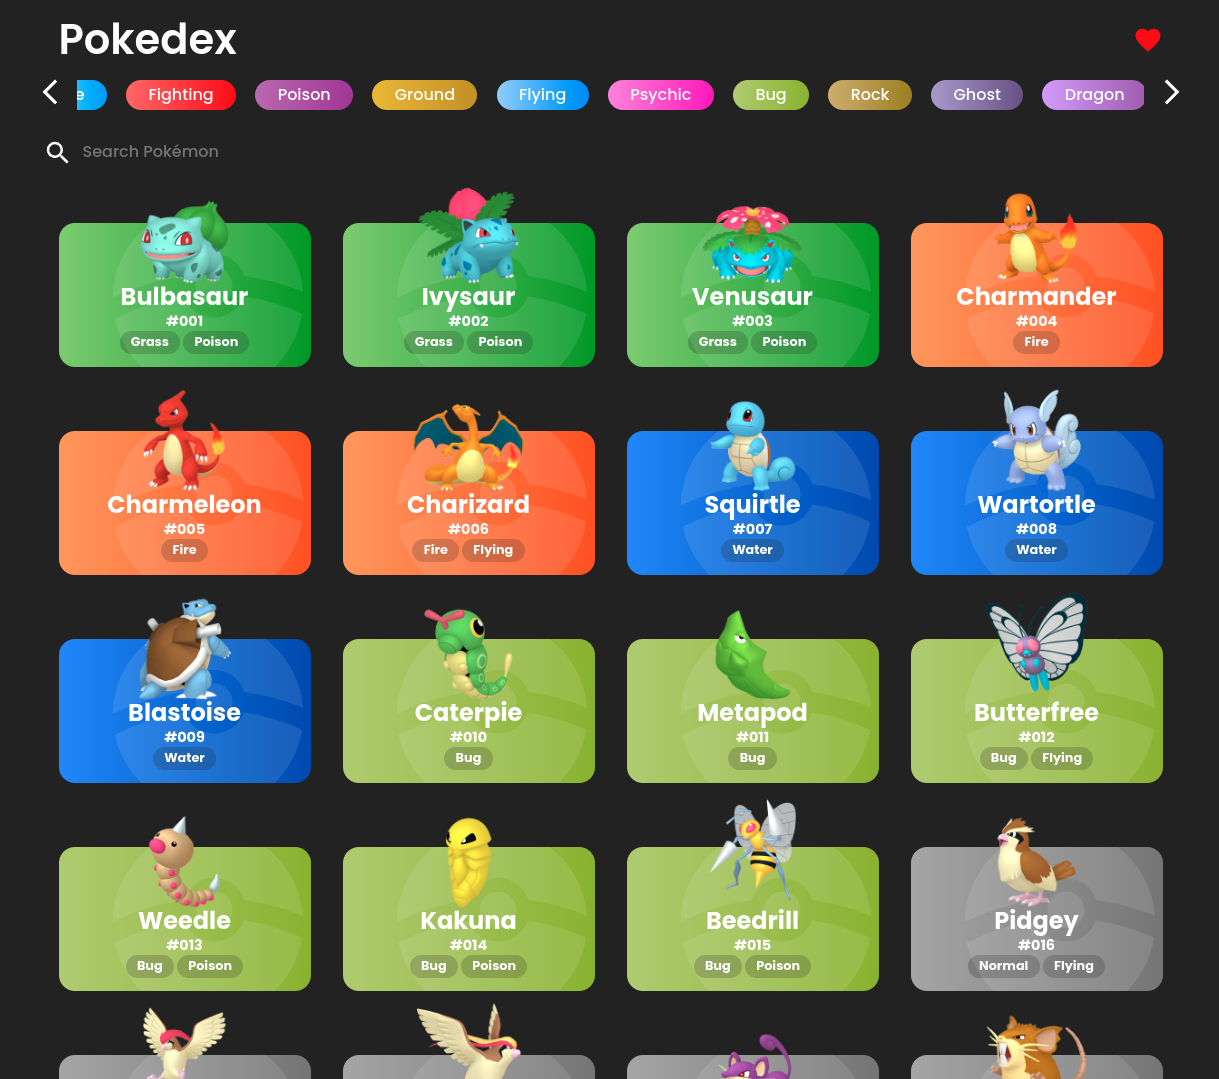 Pokedex
e Fighting Poison Ground Flying Psychic Bug Rock Ghost Dragon
Search Pokémon
Bulbasaur Ivysaur Venusaur Charmander
#001 #002 #003 #004
Grass Poison Grass Poison Grass Poison Fire
Charmeleon Charizard Squirtle Wartortle
#005 #006 #007 #008
Fire Fire Flying Water Water
Blastoise Caterpie Metapod Butterfree
#009 #010 #011 #012
Water Bug Bug Bug Flying
Weedle Kakuna Beedrill Pidgey
#013 #014 #015 #016
Bug Poison Bug Poison Bug Poison Normal Flying